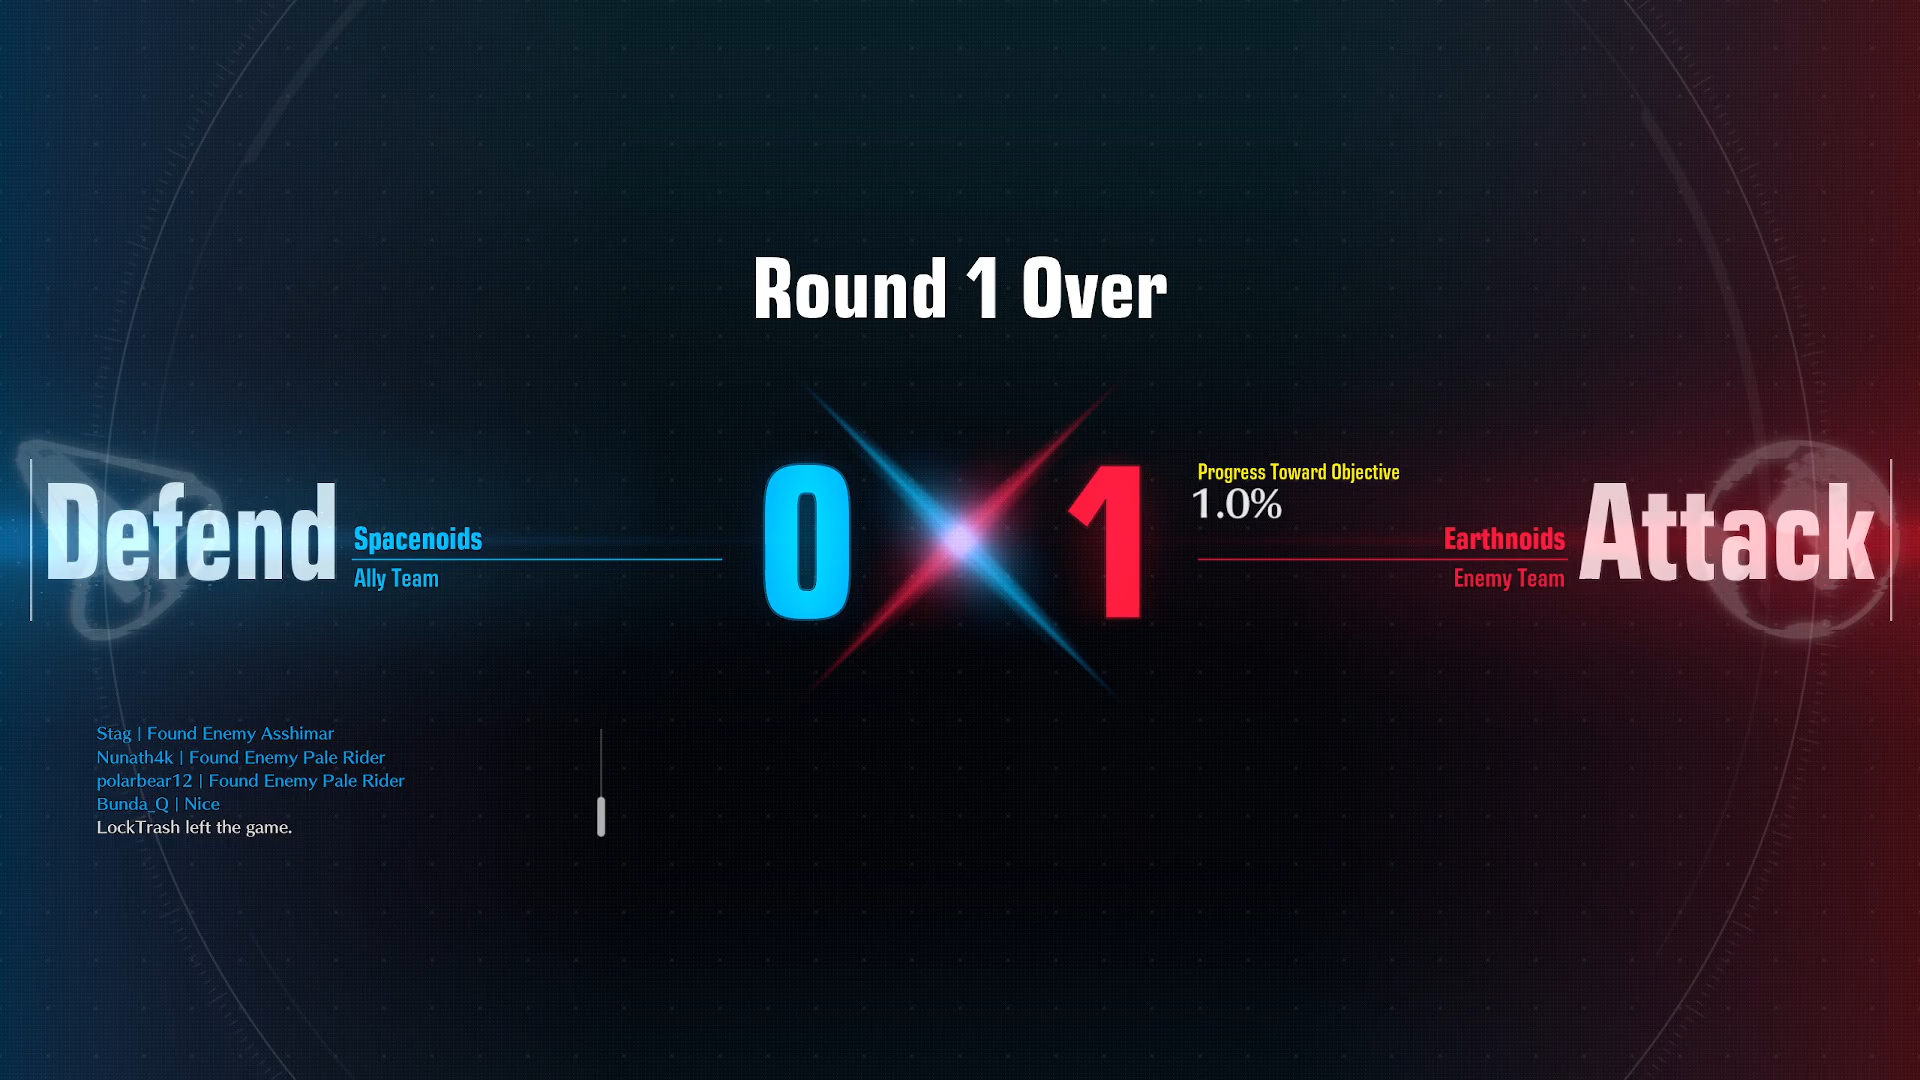 Round 1 Over
Defend
Spacenoids
Ally Team
0
1
Progress Toward Objective
1.0%
Earthnoids
Enemy Team
Attack
Stag | Found Enemy Asshimar
Nunath4k | Found Enemy Pale Rider
polarbear12 | Found Enemy Pale Rider
Bunda_Q | Nice
LockTrash left the game.